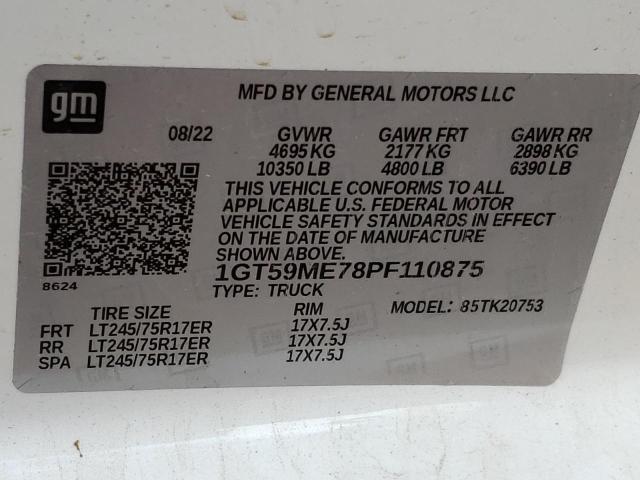 gm
MFD BY GENERAL MOTORS LLC
08/22 GVWR GAWR FRT GAWR RR
4695 KG 2177 KG 2898 KG
10350 LB 4800 LB 6390 LB
THIS VEHICLE CONFORMS TO ALL
APPLICABLE U.S. FEDERAL MOTOR
VEHICLE SAFETY STANDARDS IN EFFECT
ON THE DATE OF MANUFACTURE
SHOWN ABOVE.
8624
1GT59ME78PF110875
TYPE: TRUCK
TIRE SIZE RIM MODEL: 85TK20753
FRT LT245/75R17ER 17X7.5J
RR LT245/75R17ER 17X7.5J
SPA LT245/75R17ER 17X7.5J